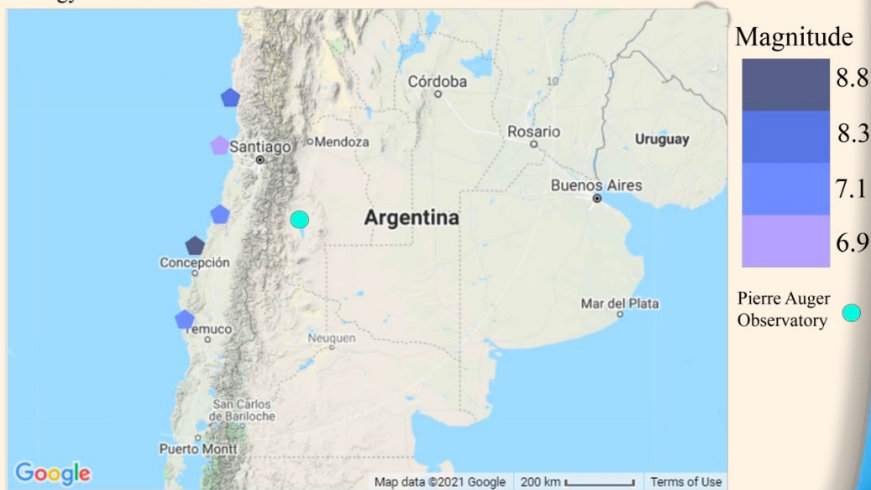 Magnitude
8.8
8.3
7.1
6.9
Pierre Auger
Observatory
Córdoba
10
Rosario
Uruguay
Santiago
Mendoza
Buenos Aires
Argentina
Concepción
Mar del Plata
Temuco
Neuquen
San Carlos
de Bariloche
Puerto Montt
Google
Map data ©2021 Google
200 km
Terms of Use